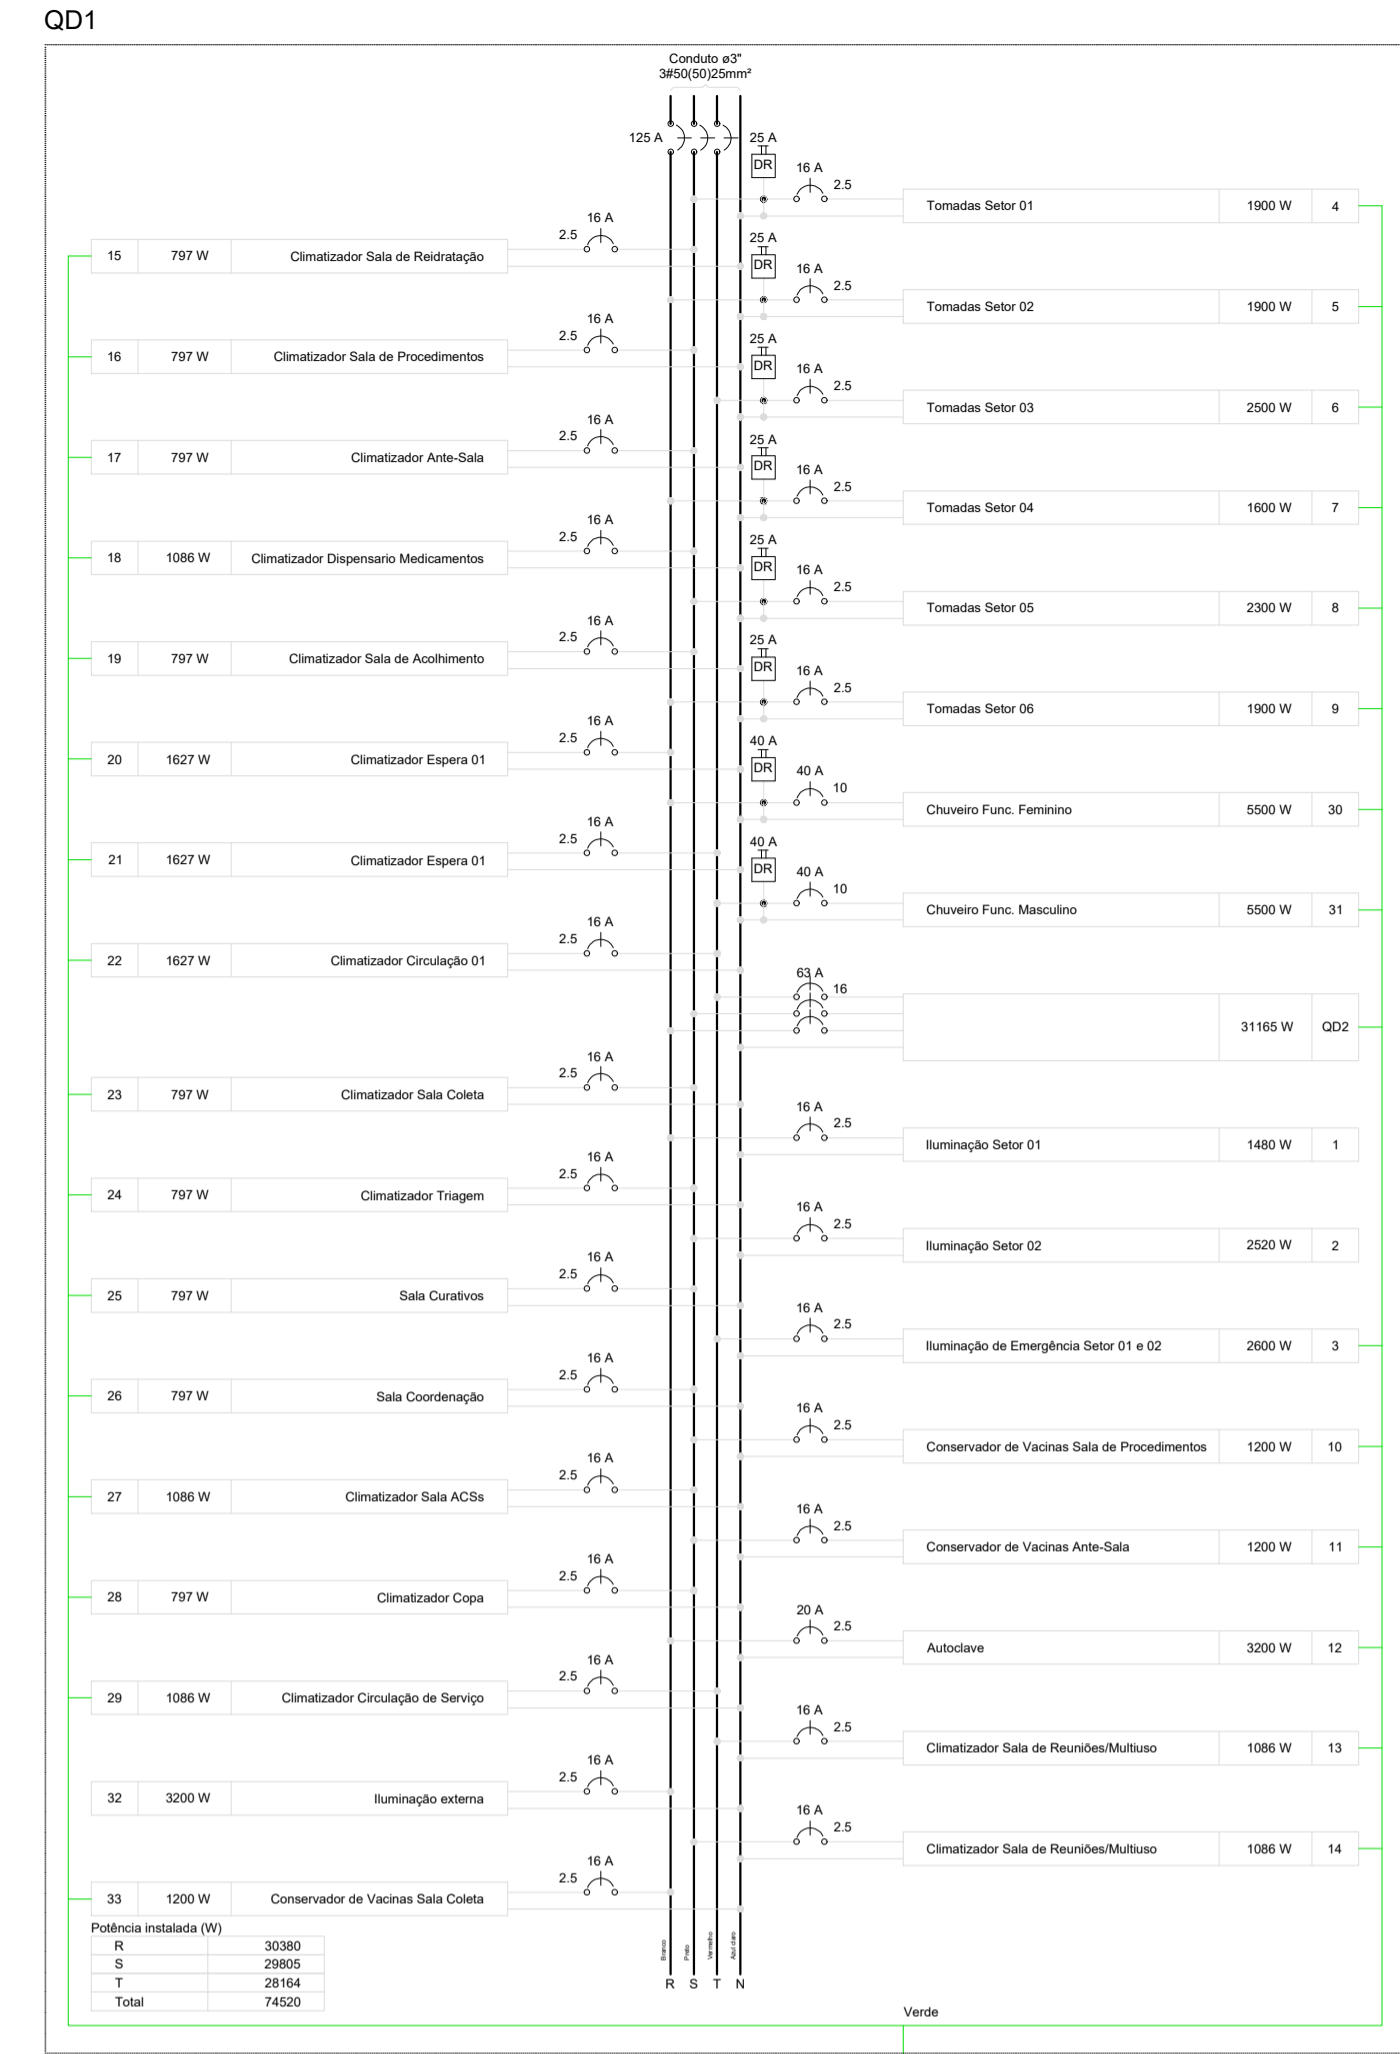 QD1
Conduto ø3"
3#50(50)25mm²
125 A
25 A
DR
16 A
2.5
Tomadas Setor 01 1900 W 4
16 A
2.5
15 797 W Climatizador Sala de Reidratação
25 A
DR
16 A
2.5
Tomadas Setor 02 1900 W 5
16 A
2.5
16 797 W Climatizador Sala de Procedimentos
25 A
DR
16 A
2.5
Tomadas Setor 03 2500 W 6
16 A
2.5
17 797 W Climatizador Ante-Sala
25 A
DR
16 A
2.5
Tomadas Setor 04 1600 W 7
16 A
2.5
18 1086 W Climatizador Dispensario Medicamentos
25 A
DR
16 A
2.5
Tomadas Setor 05 2300 W 8
16 A
2.5
19 797 W Climatizador Sala de Acolhimento
25 A
DR
16 A
2.5
Tomadas Setor 06 1900 W 9
16 A
2.5
20 1627 W Climatizador Espera 01
40 A
DR
40 A
10
Chuveiro Func. Feminino 5500 W 30
16 A
2.5
21 1627 W Climatizador Espera 01
40 A
DR
40 A
10
Chuveiro Func. Masculino 5500 W 31
16 A
2.5
22 1627 W Climatizador Circulação 01
63 A
16
31165 W QD2
16 A
2.5
23 797 W Climatizador Sala Coleta
16 A
2.5
Iluminação Setor 01 1480 W 1
16 A
2.5
24 797 W Climatizador Triagem
16 A
2.5
Iluminação Setor 02 2520 W 2
16 A
2.5
25 797 W Sala Curativos
16 A
2.5
Iluminação de Emergência Setor 01 e 02 2600 W 3
16 A
2.5
26 797 W Sala Coordenação
16 A
2.5
Conservador de Vacinas Sala de Procedimentos 1200 W 10
16 A
2.5
27 1086 W Climatizador Sala ACSs
16 A
2.5
Conservador de Vacinas Ante-Sala 1200 W 11
16 A
2.5
28 797 W Climatizador Copa
20 A
2.5
Autoclave 3200 W 12
16 A
2.5
29 1086 W Climatizador Circulação de Serviço
16 A
2.5
Climatizador Sala de Reuniões/Multiuso 1086 W 13
16 A
2.5
32 3200 W Iluminação externa
16 A
2.5
Climatizador Sala de Reuniões/Multiuso 1086 W 14
16 A
2.5
33 1200 W Conservador de Vacinas Sala Coleta
Potência instalada (W)
R 30380
S 29805
T 28164
Total 74520
Branco
Preto
Vermelho
Azul claro
R S T N
Verde